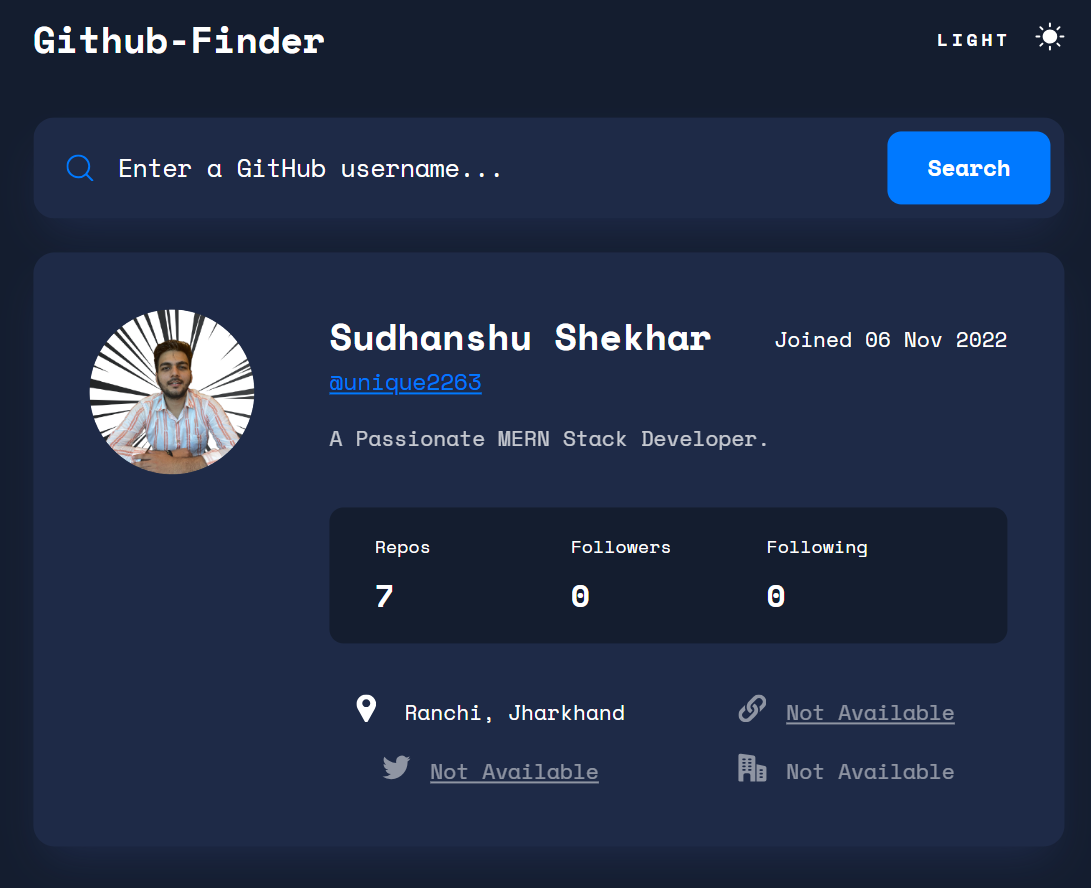 Github-Finder
LIGHT
Enter a GitHub username...
Search
Sudhanshu Shekhar
Joined 06 Nov 2022
@unique2263
A Passionate MERN Stack Developer.
Repos Followers Following
7 0 0
Ranchi, Jharkhand
Not Available
Not Available
Not Available